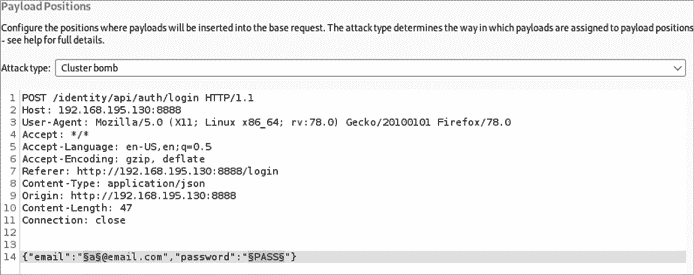 Payload Positions
Configure the positions where payloads will be inserted into the base request. The attack type determines the way in which payloads are assigned to payload positions
- see help for full details.
Attack type: Cluster bomb
1 POST /identity/api/auth/login HTTP/1.1
2 Host: 192.168.195.130:8888
3 User-Agent: Mozilla/5.0 (X11; Linux x86_64; rv:78.0) Gecko/20100101 Firefox/78.0
4 Accept: */*
5 Accept-Language: en-US,en;q=0.5
6 Accept-Encoding: gzip, deflate
7 Referer: http://192.168.195.130:8888/login
8 Content-Type: application/json
9 Origin: http://192.168.195.130:8888
10 Content-Length: 47
11 Connection: close
12
13
14 {"email":"§a§@email.com","password":"§PASS§"}